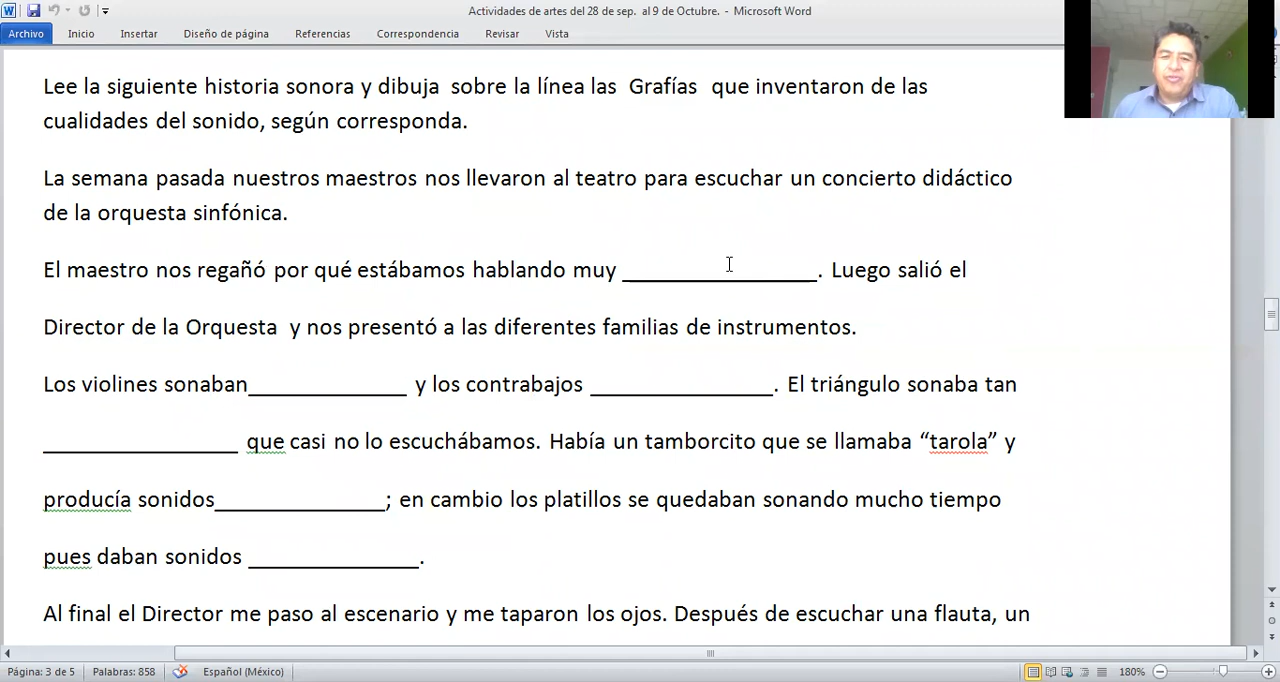 Actividades de artes del 28 de sep. al 9 de Octubre. - Microsoft Word
Archivo Inicio Insertar Diseño de página Referencias Correspondencia Revisar Vista
Lee la siguiente historia sonora y dibuja sobre la línea las Grafías que inventaron de las
cualidades del sonido, según corresponda.
La semana pasada nuestros maestros nos llevaron al teatro para escuchar un concierto didáctico
de la orquesta sinfónica.
El maestro nos regañó por qué estábamos hablando muy ________________. Luego salió el
Director de la Orquesta y nos presentó a las diferentes familias de instrumentos.
Los violines sonaban_____________ y los contrabajos _______________. El triángulo sonaba tan
________________ que casi no lo escuchábamos. Había un tamborcito que se llamaba “tarola” y
producía sonidos______________; en cambio los platillos se quedaban sonando mucho tiempo
pues daban sonidos ______________.
Al final el Director me paso al escenario y me taparon los ojos. Después de escuchar una flauta, un
Página: 3 de 5 Palabras: 858 Español (México) 180%